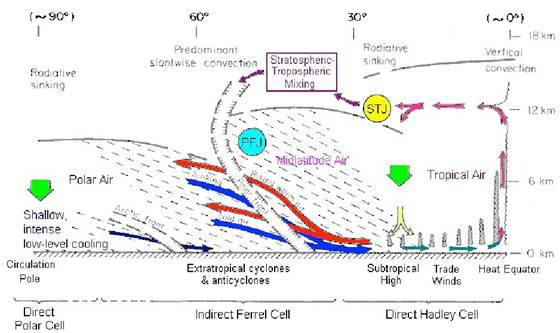 (~ 90°) 60° 30° (~ 0°)
18 km
Predominant
slantwise convection
Radiative
sinking
Vertical
convection
Radiative
sinking
Stratospheric-
Tropospheric
Mixing
STJ
12 km
PFJ
Midlatitude Air
Polar Air
Tropical Air
Sinking
6 km
Shallow,
intense
low-level cooling
Arctic front
0 km
Circulation
Pole
Extratropical cyclones
& anticyclones
Subtropical
High
Trade
Winds
Heat Equator
Direct
Polar Cell
Indirect Ferrel Cell
Direct Hadley Cell